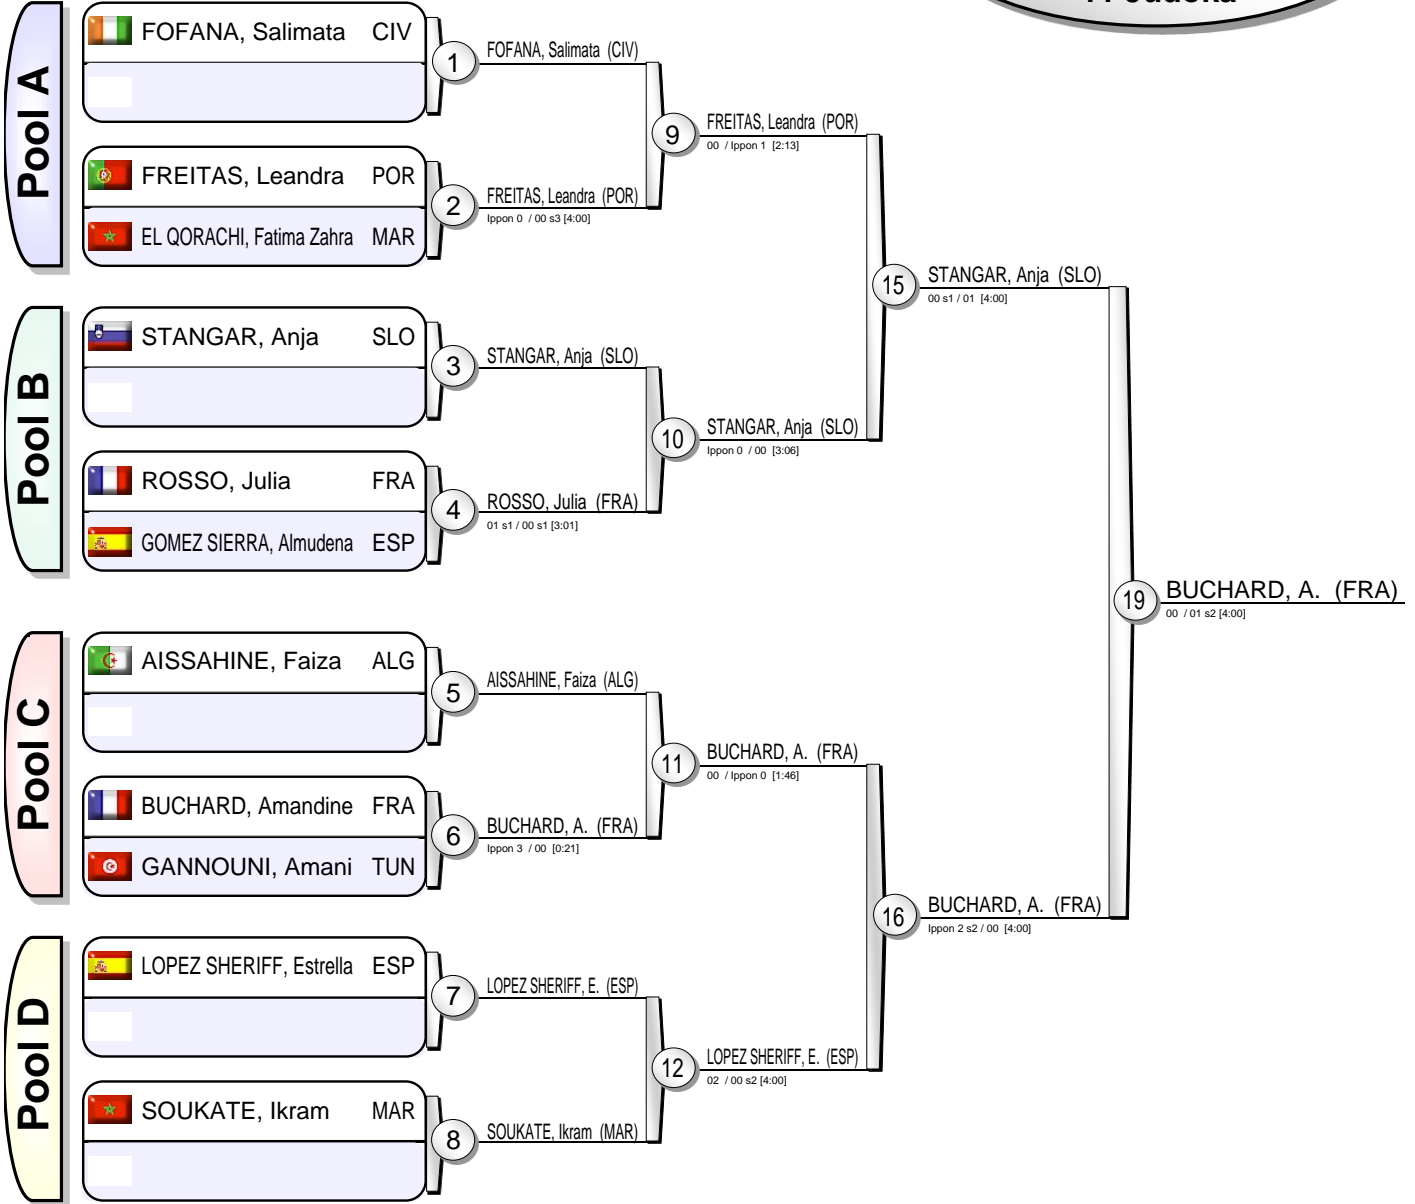 Pool A
FOFANA, Salimata CIV
FREITAS, Leandra POR
EL QORACHI, Fatima Zahra MAR
Pool B
STANGAR, Anja SLO
ROSSO, Julia FRA
GOMEZ SIERRA, Almudena ESP
Pool C
AISSAHINE, Faiza ALG
BUCHARD, Amandine FRA
GANNOUNI, Amani TUN
Pool D
LOPEZ SHERIFF, Estrella ESP
SOUKATE, Ikram MAR
1
FOFANA, Salimata (CIV)
2
FREITAS, Leandra (POR)
Ippon 0 / 00 s3 [4:00]
3
STANGAR, Anja (SLO)
4
ROSSO, Julia (FRA)
01 s1 / 00 s1 [3:01]
5
AISSAHINE, Faiza (ALG)
6
BUCHARD, A. (FRA)
Ippon 3 / 00 [0:21]
7
LOPEZ SHERIFF, E. (ESP)
8
SOUKATE, Ikram (MAR)
9
FREITAS, Leandra (POR)
00 / Ippon 1 [2:13]
10
STANGAR, Anja (SLO)
Ippon 0 / 00 [3:06]
11
BUCHARD, A. (FRA)
00 / Ippon 0 [1:46]
12
LOPEZ SHERIFF, E. (ESP)
02 / 00 s2 [4:00]
15
STANGAR, Anja (SLO)
00 s1 / 01 [4:00]
16
BUCHARD, A. (FRA)
Ippon 2 s2 / 00 [4:00]
19
BUCHARD, A. (FRA)
00 / 01 s2 [4:00]